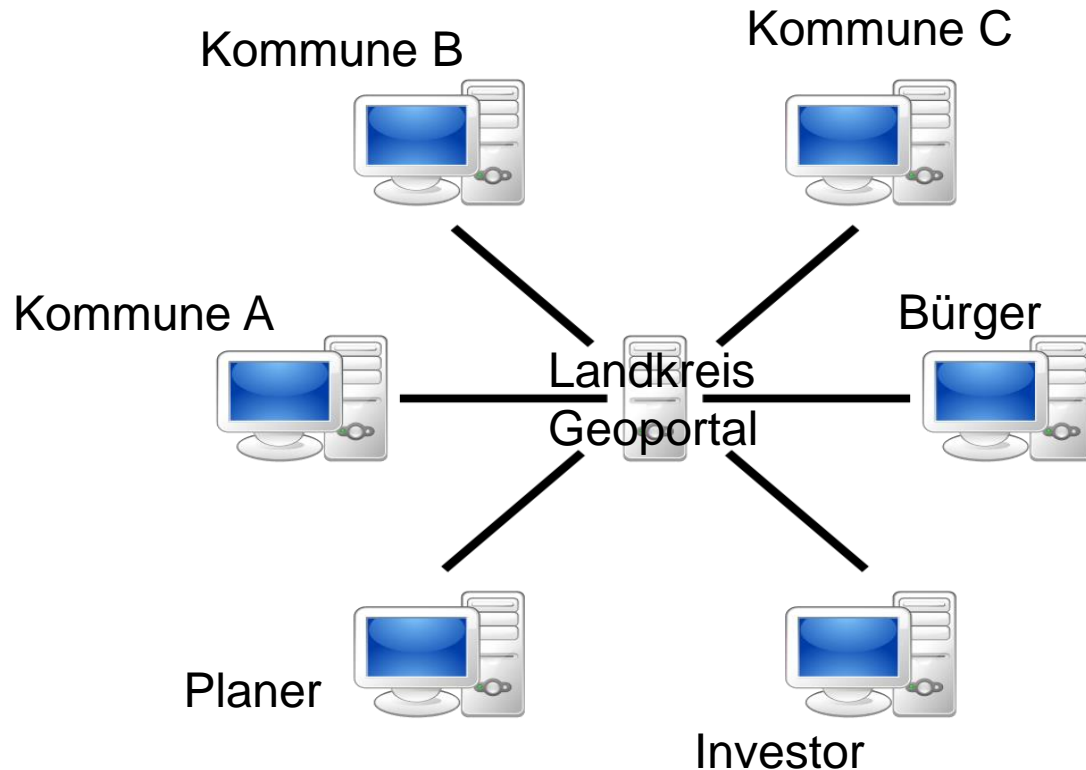 Kommune B
Kommune C
Kommune A
Bürger
Landkreis
Geoportal
Planer
Investor